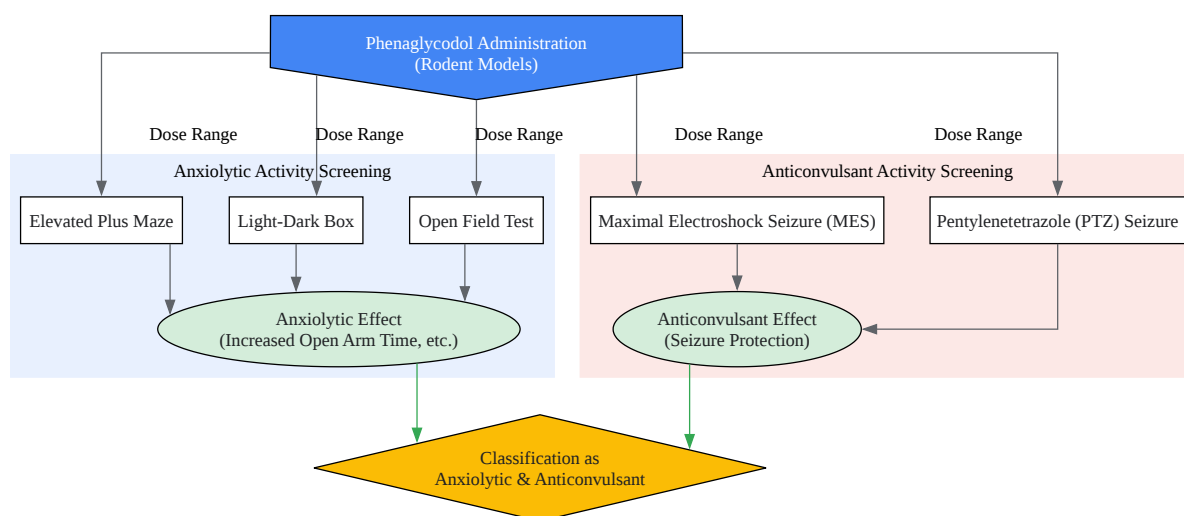 Phenaglycodol Administration
(Rodent Models)
Dose Range
Dose Range
Dose Range
Dose Range
Dose Range
Anxiolytic Activity Screening
Anticonvulsant Activity Screening
Elevated Plus Maze
Light-Dark Box
Open Field Test
Maximal Electroshock Seizure (MES)
Pentylenetetrazole (PTZ) Seizure
Anxiolytic Effect
(Increased Open Arm Time, etc.)
Anticonvulsant Effect
(Seizure Protection)
Classification as
Anxiolytic & Anticonvulsant